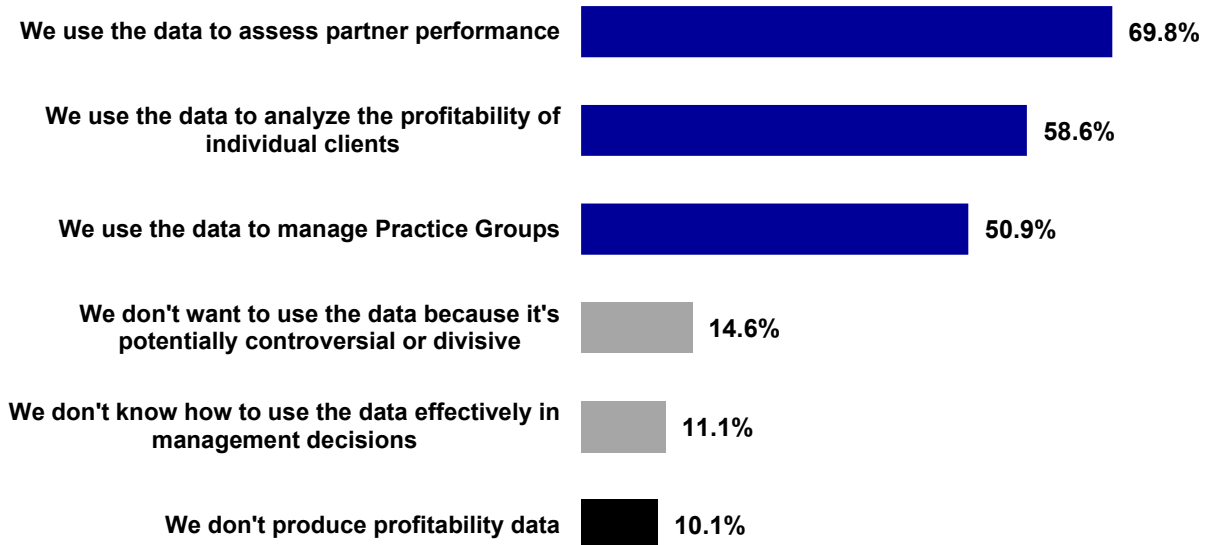 We use the data to assess partner performance
69.8%
We use the data to analyze the profitability of
individual clients
58.6%
We use the data to manage Practice Groups
50.9%
We don't want to use the data because it's
potentially controversial or divisive
14.6%
We don't know how to use the data effectively in
management decisions
11.1%
We don't produce profitability data
10.1%